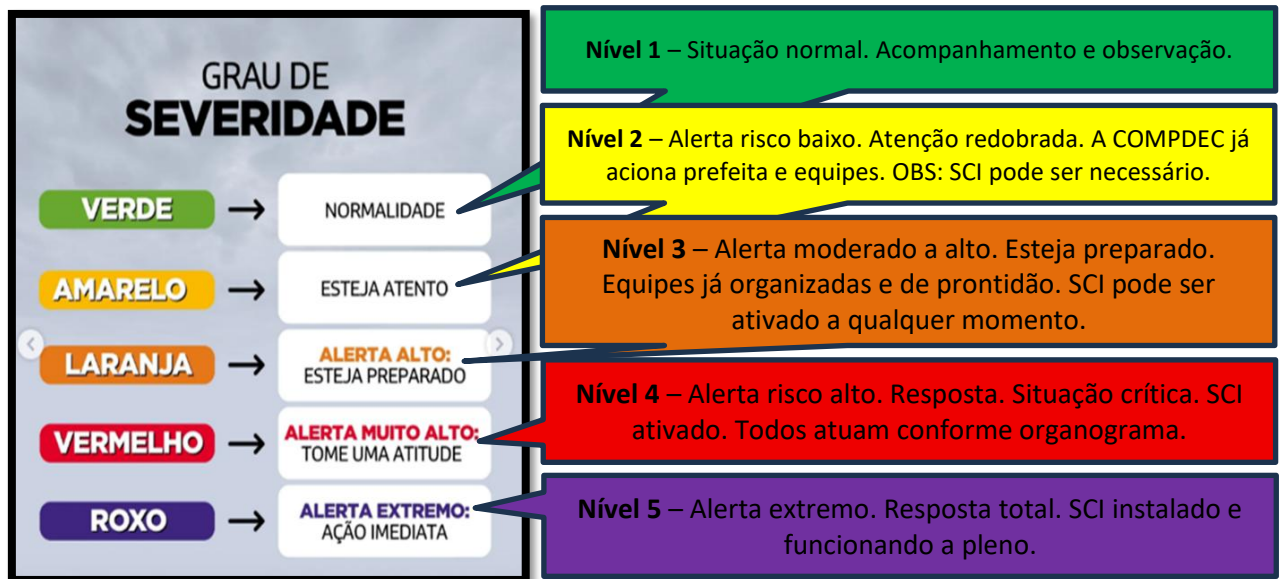 GRAU DE
SEVERIDADE
VERDE → NORMALIDADE
AMARELO → ESTEJA ATENTO
LARANJA → ALERTA ALTO:
ESTEJA PREPARADO
VERMELHO → ALERTA MUITO ALTO:
TOME UMA ATITUDE
ROXO → ALERTA EXTREMO:
AÇÃO IMEDIATA
Nível 1 – Situação normal. Acompanhamento e observação.
Nível 2 – Alerta risco baixo. Atenção redobrada. A COMPDEC já
aciona prefeita e equipes. OBS: SCI pode ser necessário.
Nível 3 – Alerta moderado a alto. Esteja preparado.
Equipes já organizadas e de prontidão. SCI pode ser
ativado a qualquer momento.
Nível 4 – Alerta risco alto. Resposta. Situação crítica. SCI
ativado. Todos atuam conforme organograma.
Nível 5 – Alerta extremo. Resposta total. SCI instalado e
funcionando a pleno.